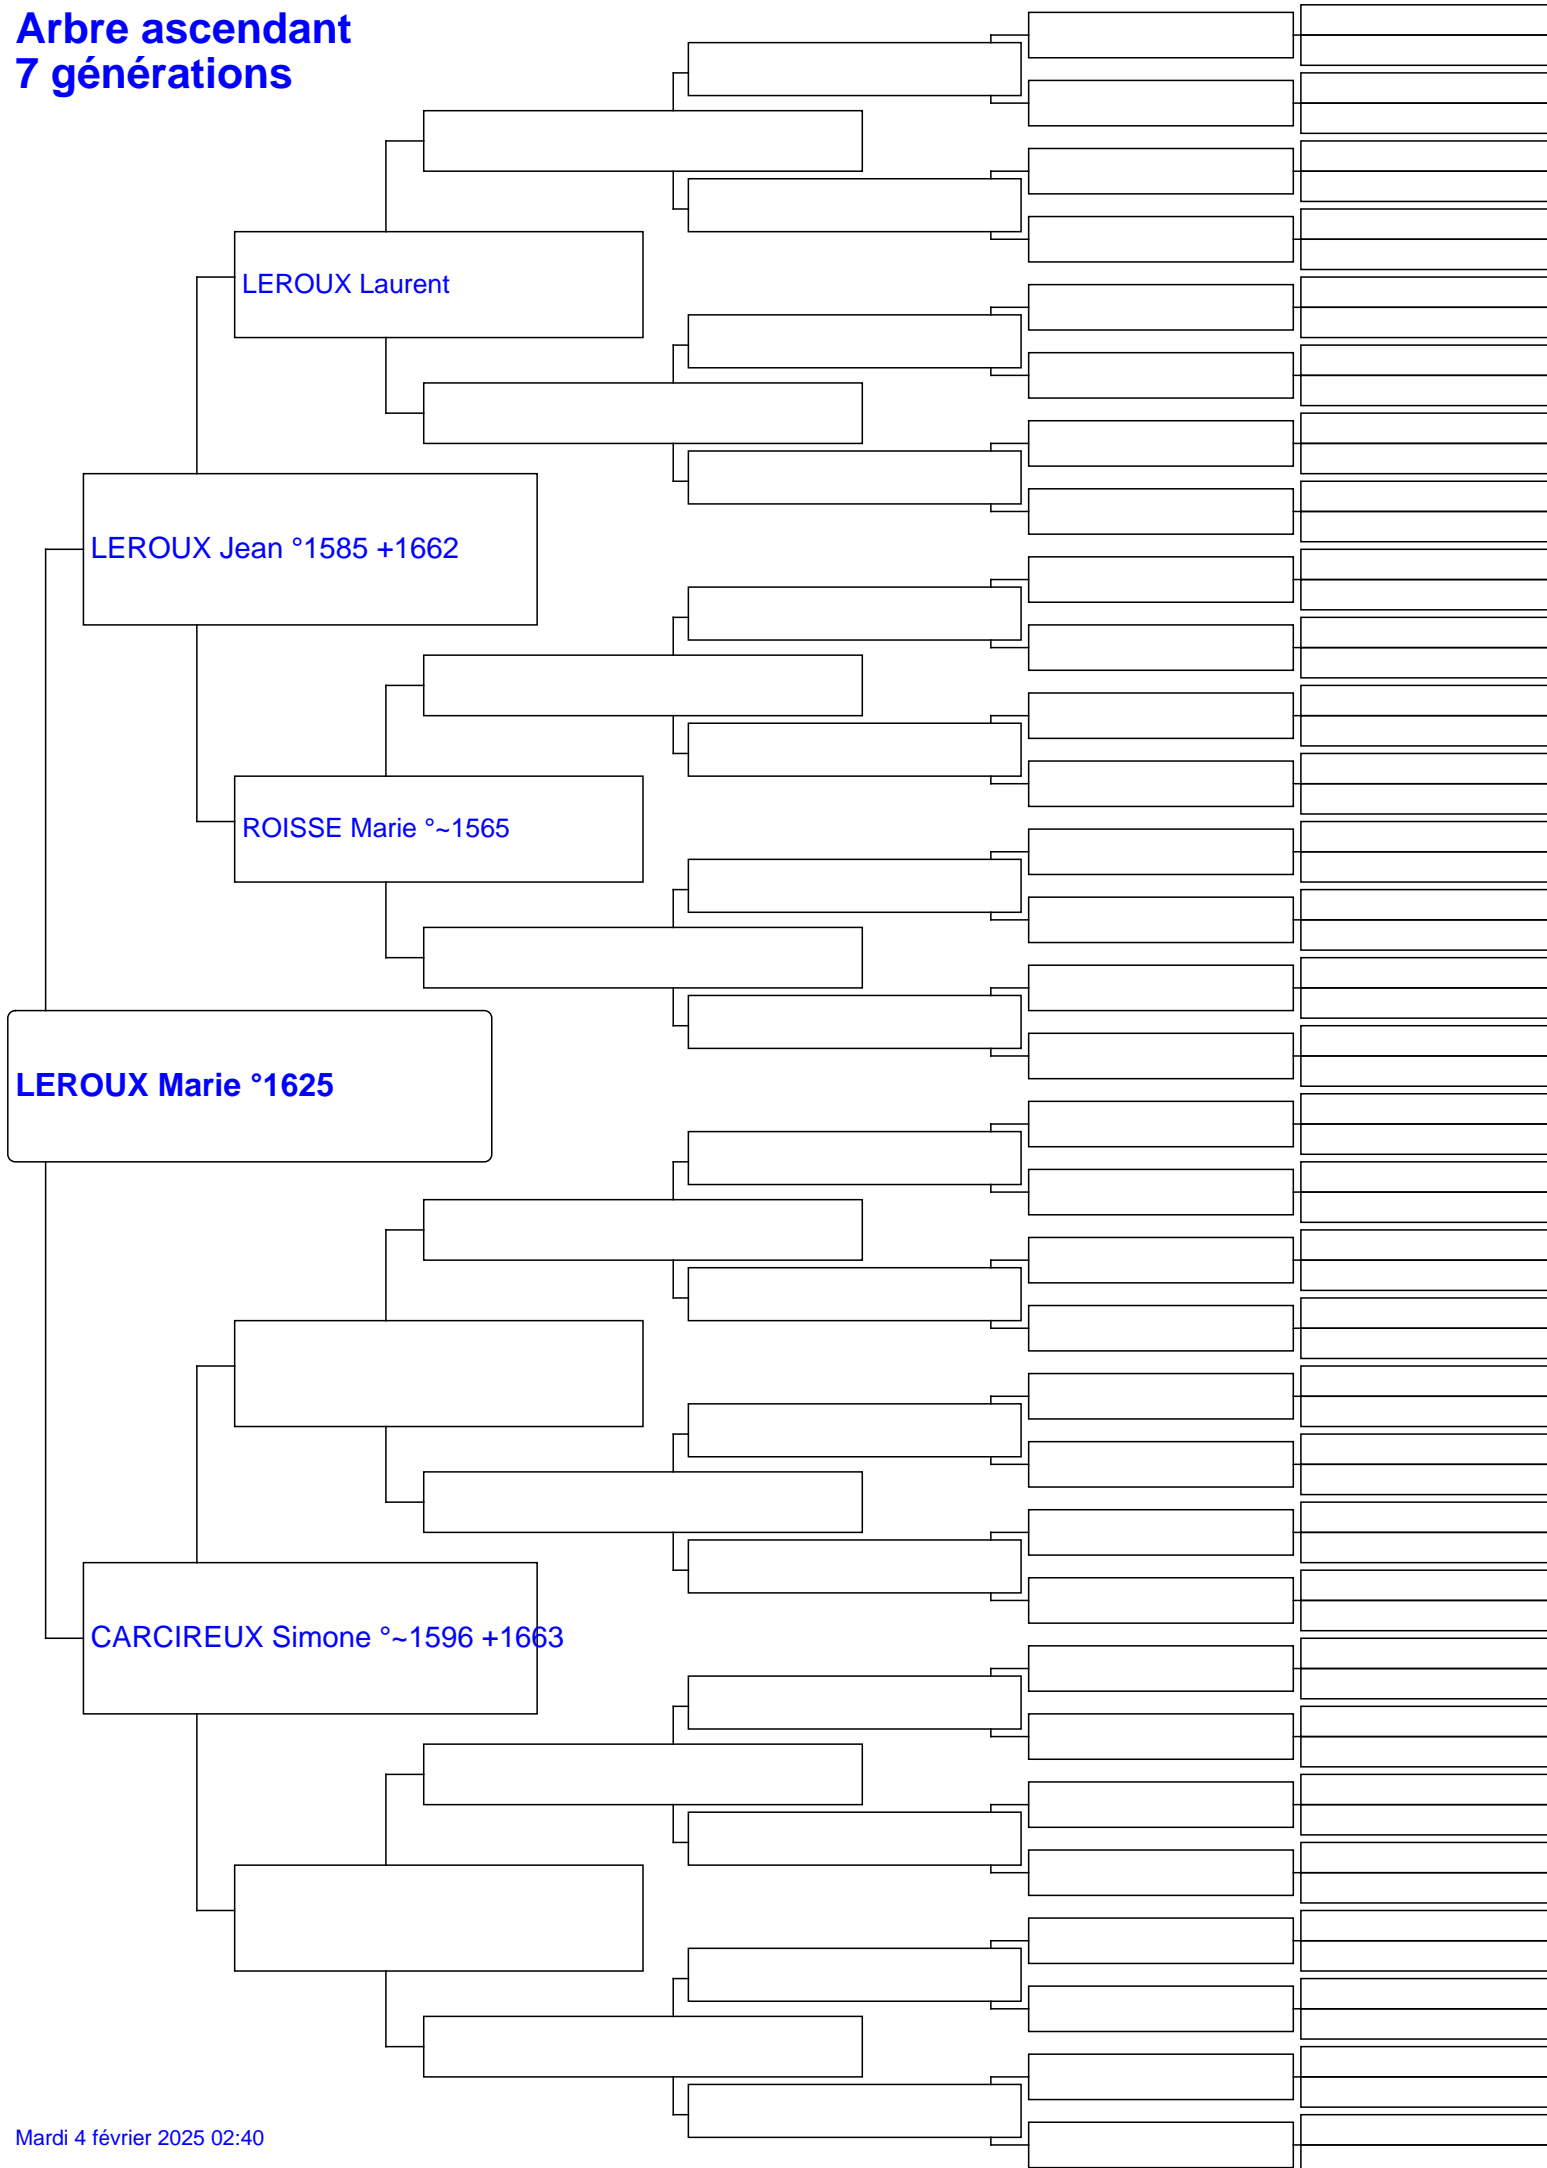 Arbre ascendant
7 générations
LEROUX Laurent
LEROUX Jean °1585 +1662
ROISSE Marie °~1565
LEROUX Marie °1625
CARCIREUX Simone °~1596 +1663
Mardi 4 février 2025 02:40